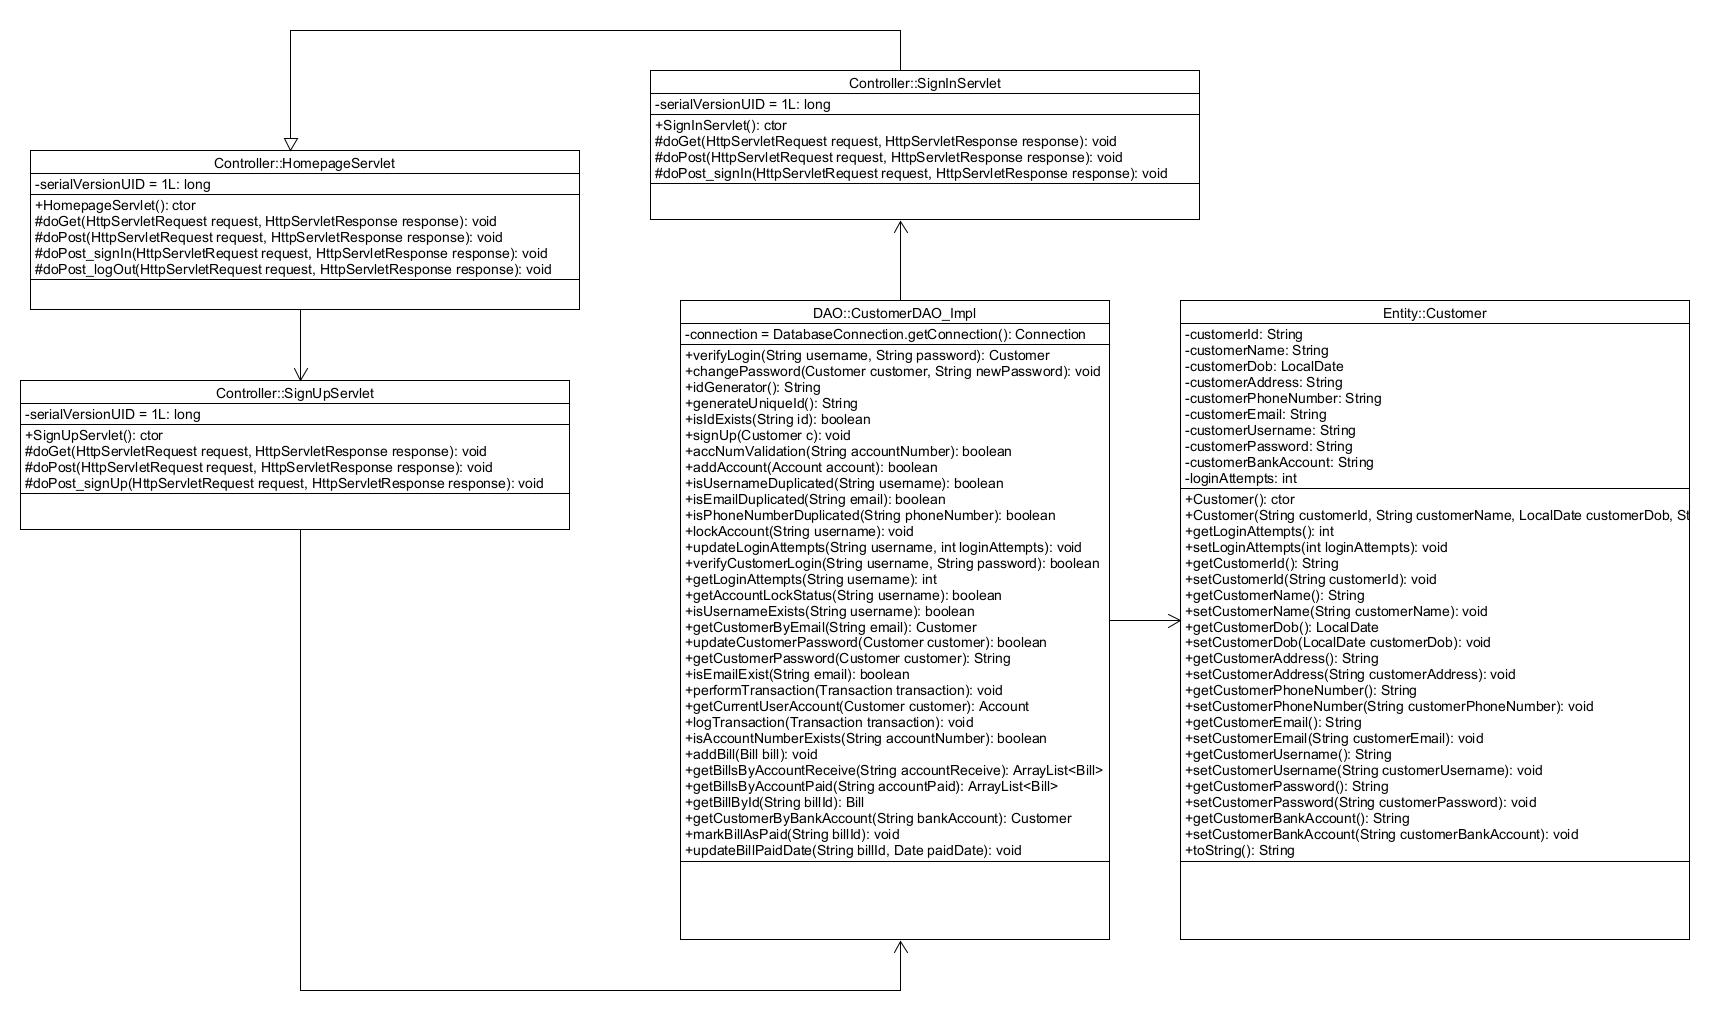 Controller::SignInServlet
-serialVersionUID = 1L: long
+SignInServlet(): ctor
#doGet(HttpServletRequest request, HttpServletResponse response): void
#doPost(HttpServletRequest request, HttpServletResponse response): void
#doPost_signIn(HttpServletRequest request, HttpServletResponse response): void
Controller::HomepageServlet
-serialVersionUID = 1L: long
+HomepageServlet(): ctor
#doGet(HttpServletRequest request, HttpServletResponse response): void
#doPost(HttpServletRequest request, HttpServletResponse response): void
#doPost_signIn(HttpServletRequest request, HttpServletResponse response): void
#doPost_logOut(HttpServletRequest request, HttpServletResponse response): void
Controller::SignUpServlet
-serialVersionUID = 1L: long
+SignUpServlet(): ctor
#doGet(HttpServletRequest request, HttpServletResponse response): void
#doPost(HttpServletRequest request, HttpServletResponse response): void
#doPost_signUp(HttpServletRequest request, HttpServletResponse response): void
DAO::CustomerDAO_Impl
-connection = DatabaseConnection.getConnection(): Connection
+verifyLogin(String username, String password): Customer
+changePassword(Customer customer, String newPassword): void
+idGenerator(): String
+generateUniqueId(): String
+isIdExists(String id): boolean
+signUp(Customer c): void
+accNumValidation(String accountNumber): boolean
+addAccount(Account account): boolean
+isUsernameDuplicated(String username): boolean
+isEmailDuplicated(String email): boolean
+isPhoneNumberDuplicated(String phoneNumber): boolean
+lockAccount(String username): void
+updateLoginAttempts(String username, int loginAttempts): void
+verifyCustomerLogin(String username, String password): boolean
+getLoginAttempts(String username): int
+getAccountLockStatus(String username): boolean
+isUsernameExists(String username): boolean
+getCustomerByEmail(String email): Customer
+updateCustomerPassword(Customer customer): boolean
+getCustomerPassword(Customer customer): String
+isEmailExist(String email): boolean
+performTransaction(Transaction transaction): void
+getCurrentUserAccount(Customer customer): Account
+logTransaction(Transaction transaction): void
+isAccountNumberExists(String accountNumber): boolean
+addBill(Bill bill): void
+getBillsByAccountReceive(String accountReceive): ArrayList<Bill>
+getBillsByAccountPaid(String accountPaid): ArrayList<Bill>
+getBillById(String billId): Bill
+getCustomerByBankAccount(String bankAccount): Customer
+markBillAsPaid(String billId): void
+updateBillPaidDate(String billId, Date paidDate): void
Entity::Customer
-customerId: String
-customerName: String
-customerDob: LocalDate
-customerAddress: String
-customerPhoneNumber: String
-customerEmail: String
-customerUsername: String
-customerPassword: String
-customerBankAccount: String
-loginAttempts: int
+Customer(): ctor
+Customer(String customerId, String customerName, LocalDate customerDob, St
+getLoginAttempts(): int
+setLoginAttempts(int loginAttempts): void
+getCustomerId(): String
+setCustomerId(String customerId): void
+getCustomerName(): String
+setCustomerName(String customerName): void
+getCustomerDob(): LocalDate
+setCustomerDob(LocalDate customerDob): void
+getCustomerAddress(): String
+setCustomerAddress(String customerAddress): void
+getCustomerPhoneNumber(): String
+setCustomerPhoneNumber(String customerPhoneNumber): void
+getCustomerEmail(): String
+setCustomerEmail(String customerEmail): void
+getCustomerUsername(): String
+setCustomerUsername(String customerUsername): void
+getCustomerPassword(): String
+setCustomerPassword(String customerPassword): void
+getCustomerBankAccount(): String
+setCustomerBankAccount(String customerBankAccount): void
+toString(): String